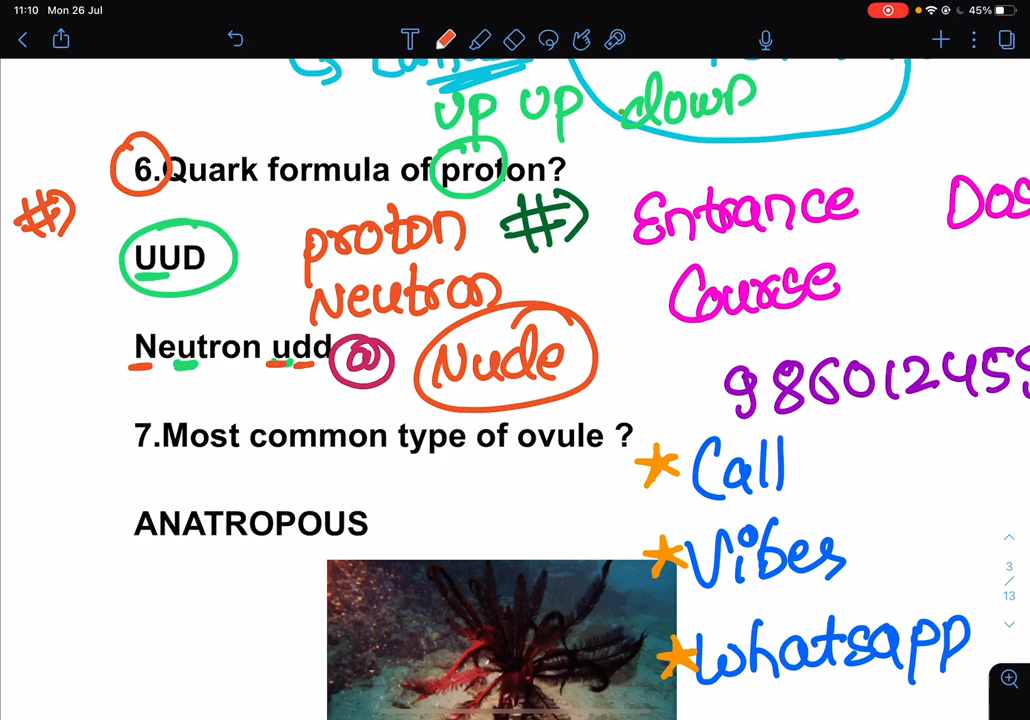 11:10 Mon 26 Jul
45%
T
up up down
6.Quark formula of proton?
proton
Entrance
UUD
Neutron
Course
Neutron udd @
Nude
7.Most common type of ovule ?
Call
ANATROPOUS
Vibes
3
/
13
Whatsapp